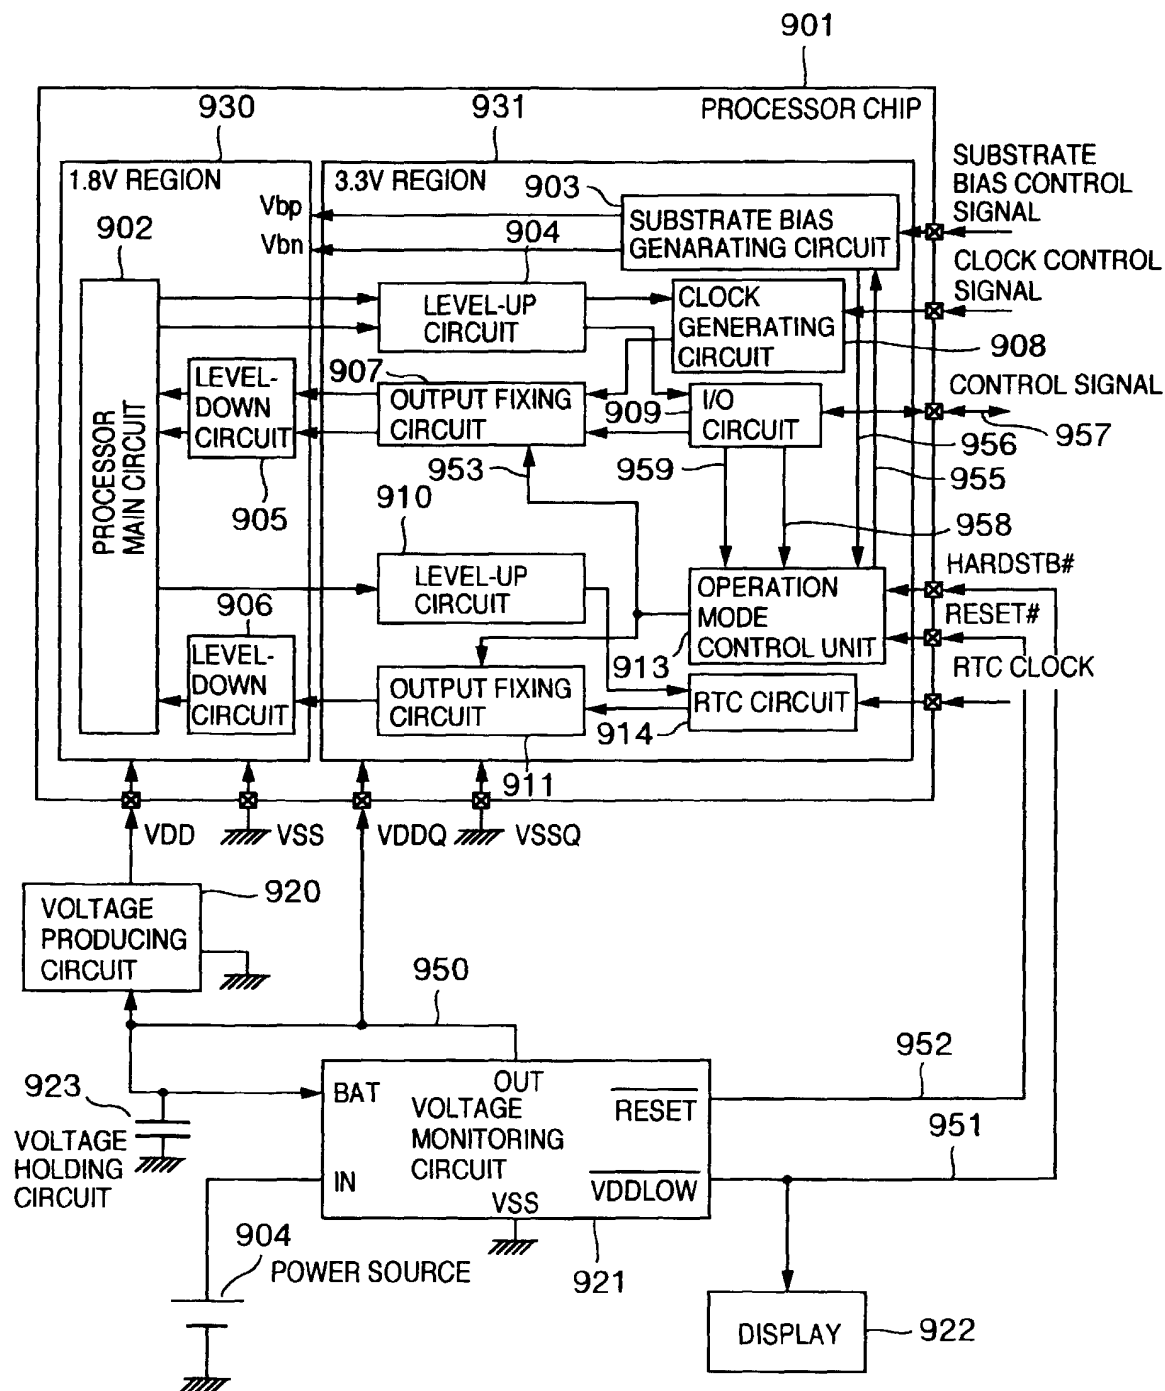 901
930
931
PROCESSOR CHIP
1.8V REGION
3.3V REGION
903
SUBSTRATE
BIAS CONTROL
SIGNAL
Vbp
Vbn
902
904
SUBSTRATE BIAS
GENARATING CIRCUIT
CLOCK CONTROL
SIGNAL
LEVEL-UP
CIRCUIT
CLOCK
GENERATING
CIRCUIT
908
907
LEVEL-
DOWN
CIRCUIT
OUTPUT FIXING
CIRCUIT
909
I/O
CIRCUIT
CONTROL SIGNAL
957
956
955
953
959
958
905
PROCESSOR
MAIN CIRCUIT
910
LEVEL-UP
CIRCUIT
OPERATION
MODE
CONTROL UNIT
913
HARDSTB#
RESET#
RTC CLOCK
906
LEVEL-
DOWN
CIRCUIT
OUTPUT FIXING
CIRCUIT
RTC CIRCUIT
914
911
VDD
VSS
VDDQ
VSSQ
920
VOLTAGE
PRODUCING
CIRCUIT
950
952
951
923
VOLTAGE
HOLDING
CIRCUIT
BAT
OUT
RESET
VOLTAGE
MONITORING
CIRCUIT
IN
VDDLOW
VSS
921
904
POWER SOURCE
DISPLAY
922